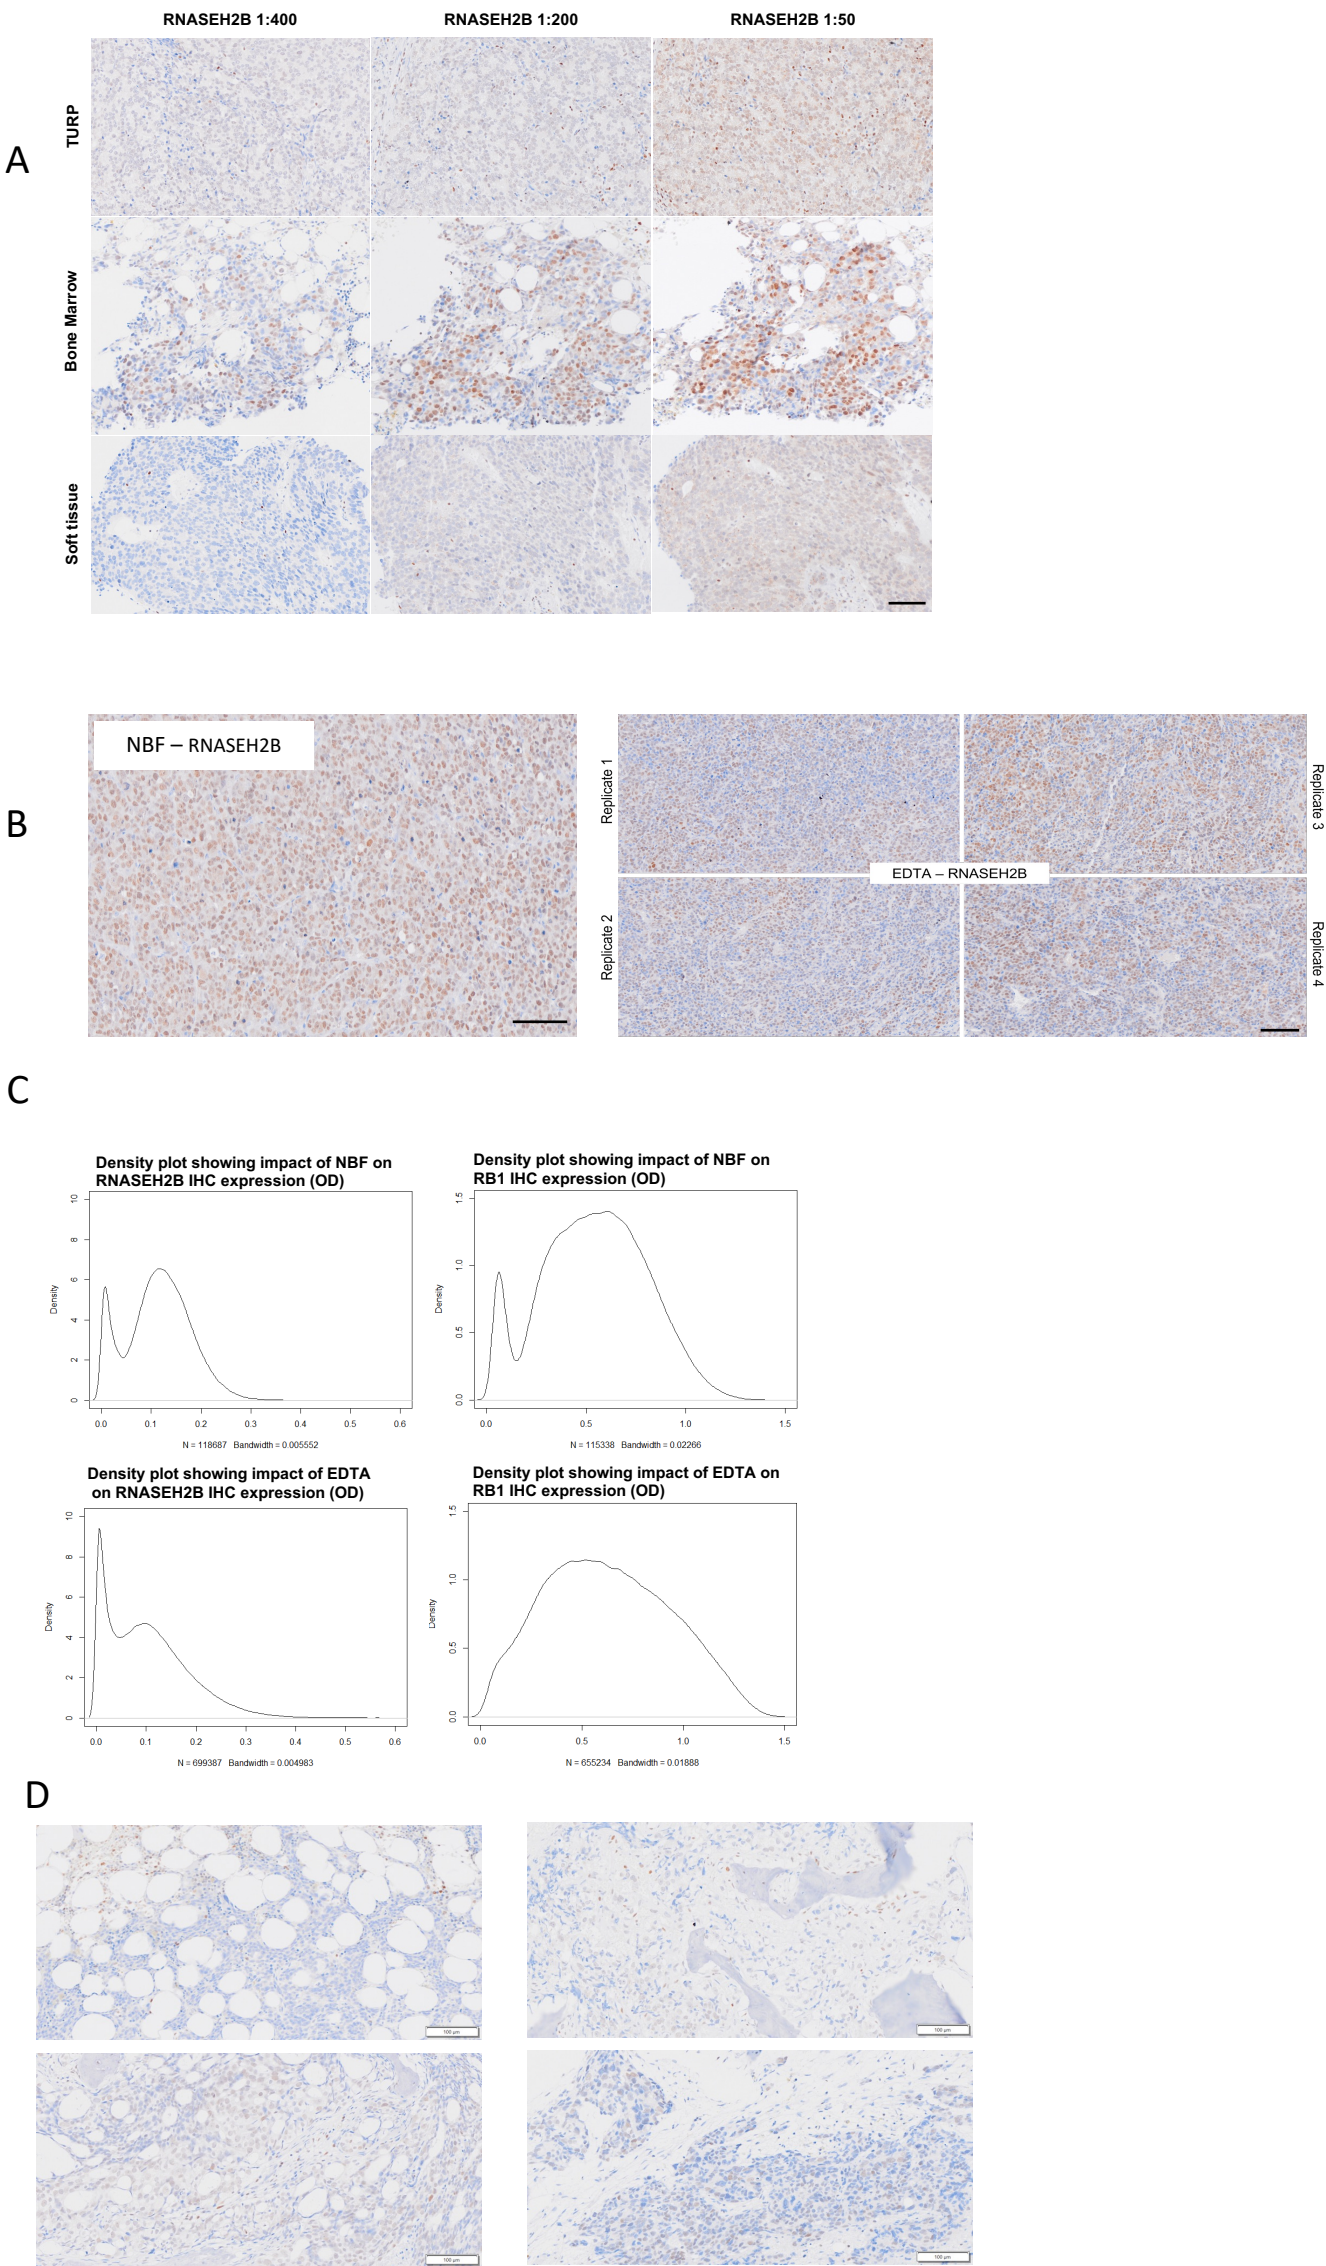 RNASEH2B 1:400
RNASEH2B 1:200
RNASEH2B 1:50
A
TURP
Bone Marrow
Soft tissue
B
NBF – RNASEH2B
Replicate 1
Replicate 2
Replicate 3
Replicate 4
EDTA – RNASEH2B
C
Density plot showing impact of NBF on
RNASEH2B IHC expression (OD)
Density
0 2 4 6 8 10
0.0 0.1 0.2 0.3 0.4 0.5 0.6
N = 118687 Bandwidth = 0.005552
Density plot showing impact of NBF on
RB1 IHC expression (OD)
Density
0.0 0.5 1.0 1.5
0.0 0.5 1.0 1.5
N = 115338 Bandwidth = 0.02266
Density plot showing impact of EDTA
on RNASEH2B IHC expression (OD)
Density
0 2 4 6 8 10
0.0 0.1 0.2 0.3 0.4 0.5 0.6
N = 699387 Bandwidth = 0.004983
Density plot showing impact of EDTA on
RB1 IHC expression (OD)
Density
0.0 0.5 1.0 1.5
0.0 0.5 1.0 1.5
N = 655234 Bandwidth = 0.01888
D
100 µm
100 µm
100 µm
100 µm